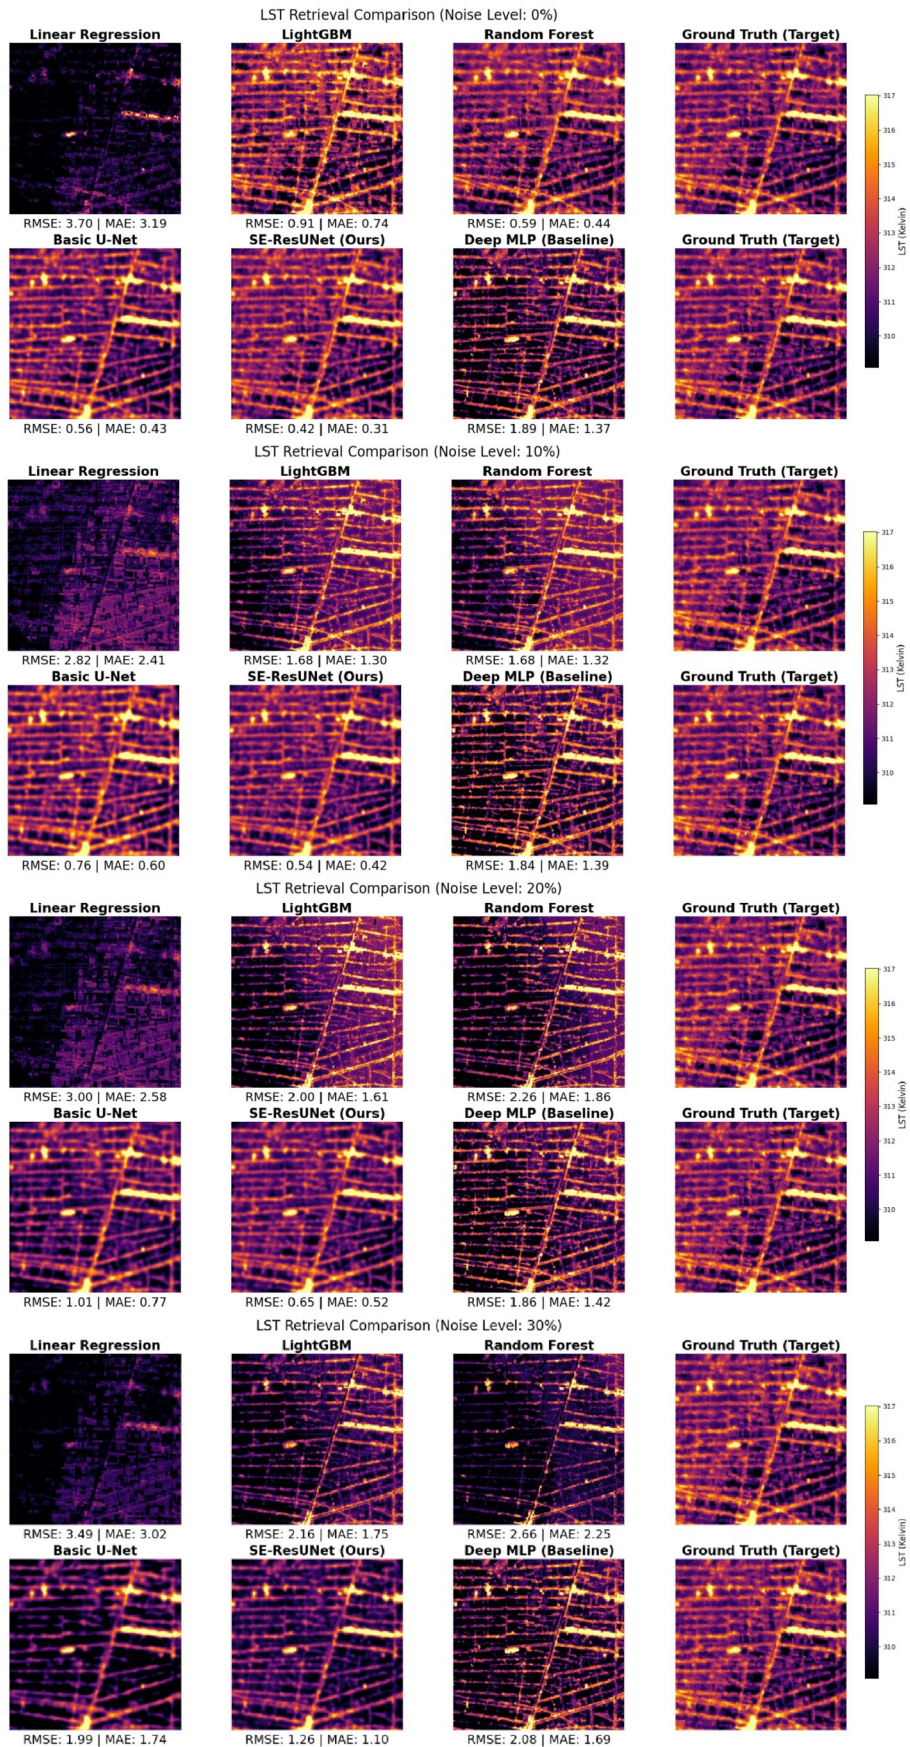 LST Retrieval Comparison (Noise Level: 0%)
Linear Regression LightGBM Random Forest Ground Truth (Target)
RMSE: 3.70 | MAE: 3.19 RMSE: 0.91 | MAE: 0.74 RMSE: 0.59 | MAE: 0.44
Basic U-Net SE-ResUNet (Ours) Deep MLP (Baseline) Ground Truth (Target)
RMSE: 0.56 | MAE: 0.43 RMSE: 0.42 | MAE: 0.31 RMSE: 1.89 | MAE: 1.37
317
316
315
314
313
312
311
310
LST (Kelvin)
LST Retrieval Comparison (Noise Level: 10%)
Linear Regression LightGBM Random Forest Ground Truth (Target)
RMSE: 2.82 | MAE: 2.41 RMSE: 1.68 | MAE: 1.30 RMSE: 1.68 | MAE: 1.32
Basic U-Net SE-ResUNet (Ours) Deep MLP (Baseline) Ground Truth (Target)
RMSE: 0.76 | MAE: 0.60 RMSE: 0.54 | MAE: 0.42 RMSE: 1.84 | MAE: 1.39
317
316
315
314
313
312
311
310
LST (Kelvin)
LST Retrieval Comparison (Noise Level: 20%)
Linear Regression LightGBM Random Forest Ground Truth (Target)
RMSE: 3.00 | MAE: 2.58 RMSE: 2.00 | MAE: 1.61 RMSE: 2.26 | MAE: 1.86
Basic U-Net SE-ResUNet (Ours) Deep MLP (Baseline) Ground Truth (Target)
RMSE: 1.01 | MAE: 0.77 RMSE: 0.65 | MAE: 0.52 RMSE: 1.86 | MAE: 1.42
317
316
315
314
313
312
311
310
LST (Kelvin)
LST Retrieval Comparison (Noise Level: 30%)
Linear Regression LightGBM Random Forest Ground Truth (Target)
RMSE: 3.49 | MAE: 3.02 RMSE: 2.16 | MAE: 1.75 RMSE: 2.66 | MAE: 2.25
Basic U-Net SE-ResUNet (Ours) Deep MLP (Baseline) Ground Truth (Target)
RMSE: 1.99 | MAE: 1.74 RMSE: 1.26 | MAE: 1.10 RMSE: 2.08 | MAE: 1.69
317
316
315
314
313
312
311
310
LST (Kelvin)